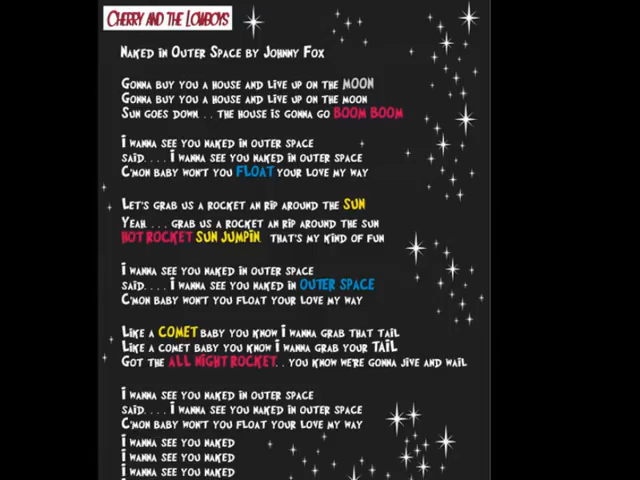 Cherry and the Lowboys
Naked in Outer Space by Johnny Fox
Gonna buy you a house and live up on the MOON
Gonna buy you a house and live up on the moon
Sun goes down . . the house is gonna go BOOM BOOM
I wanna see you naked in outer space
said. . . . I wanna see you naked in outer space
C'mon baby won't you FLOAT your love my way
Let's grab us a rocket an rip around the SUN
Yeah. . . . grab us a rocket an rip around the sun
HOT ROCKET SUN JUMPIN that's my kind of fun
I wanna see you naked in outer space
said. . . . I wanna see you naked in OUTER SPACE
C'mon baby won't you float your love my way
Like a COMET baby you know I wanna grab that tail
Like a comet baby you know I wanna grab your TAIL
Got the ALL NIGHT ROCKET. . you know we're gonna jive and wail
I wanna see you naked in outer space
said. . . . I wanna see you naked in outer space
C'mon baby won't you float your love my way
I wanna see you naked
I wanna see you naked
I wanna see you naked